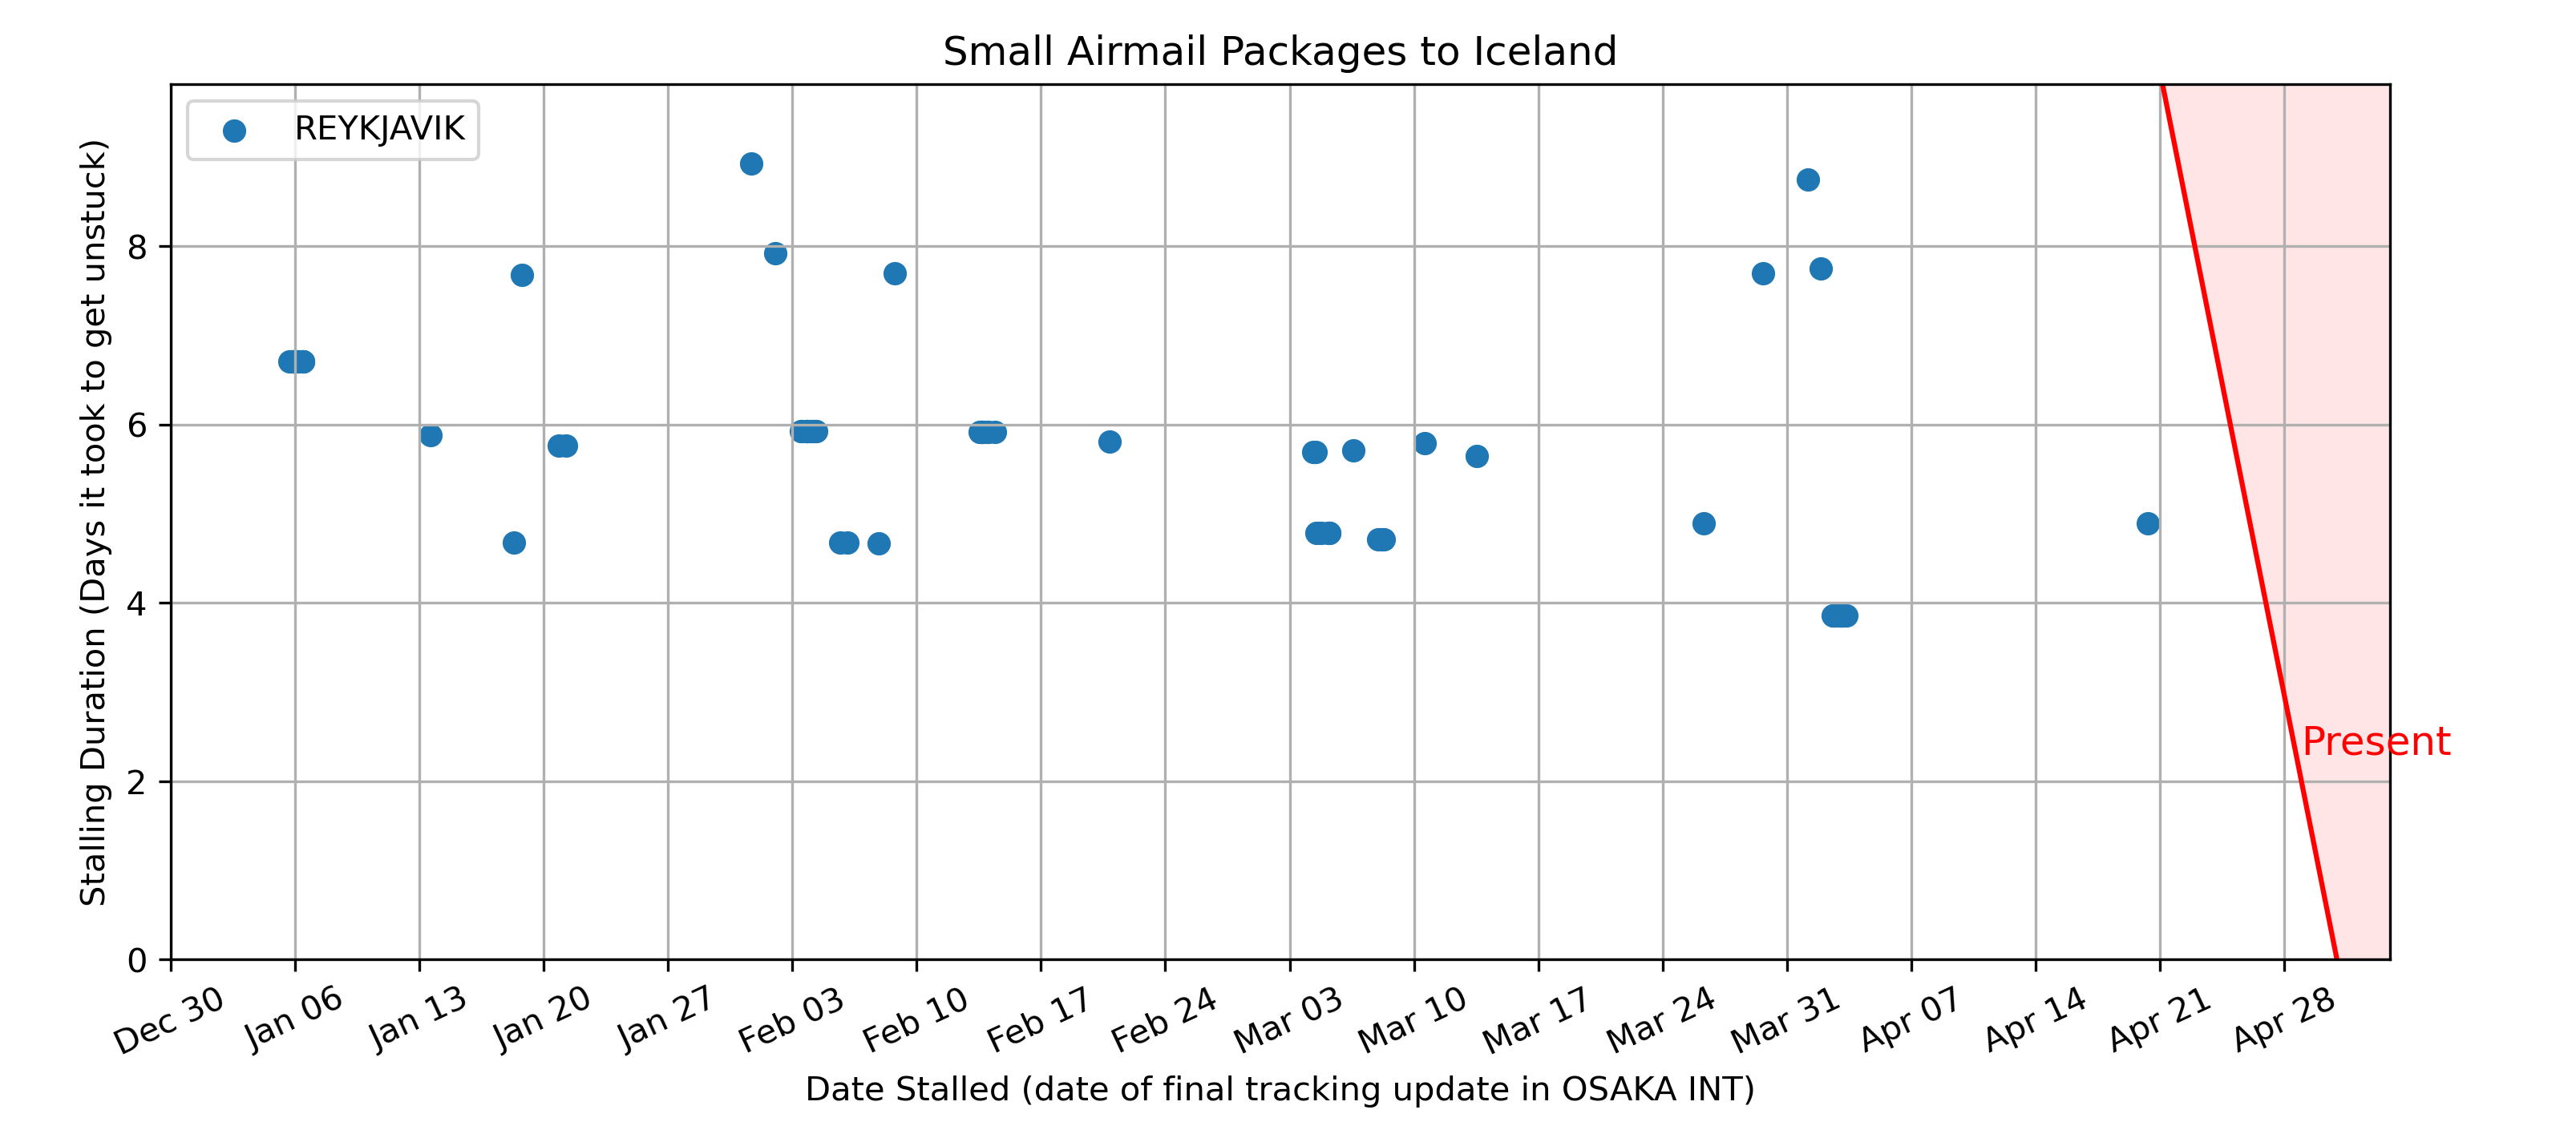 Small Airmail Packages to Iceland
REYKJAVIK
Stalling Duration (Days it took to get unstuck)
8
6
4
2
0
Present
Dec 30 Jan 06 Jan 13 Jan 20 Jan 27 Feb 03 Feb 10 Feb 17 Feb 24 Mar 03 Mar 10 Mar 17 Mar 24 Mar 31 Apr 07 Apr 14 Apr 21 Apr 28
Date Stalled (date of final tracking update in OSAKA INT)